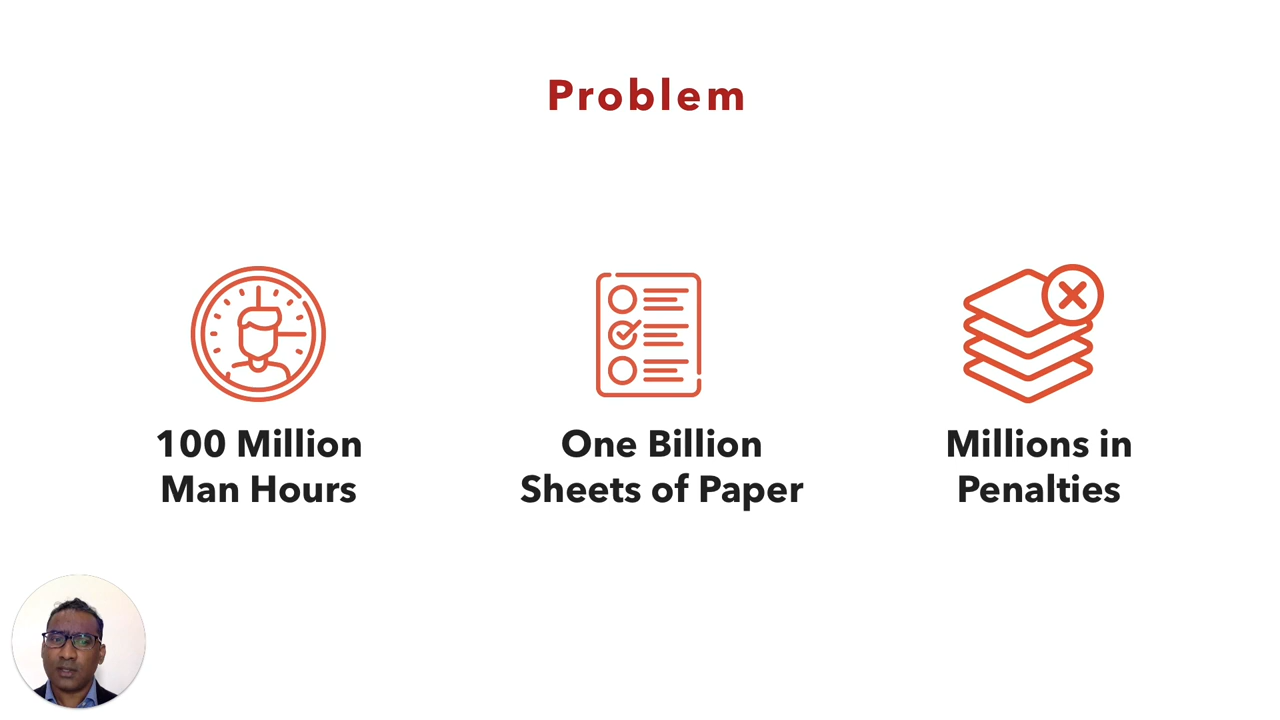 Problem
100 Million
Man Hours
One Billion
Sheets of Paper
Millions in
Penalties